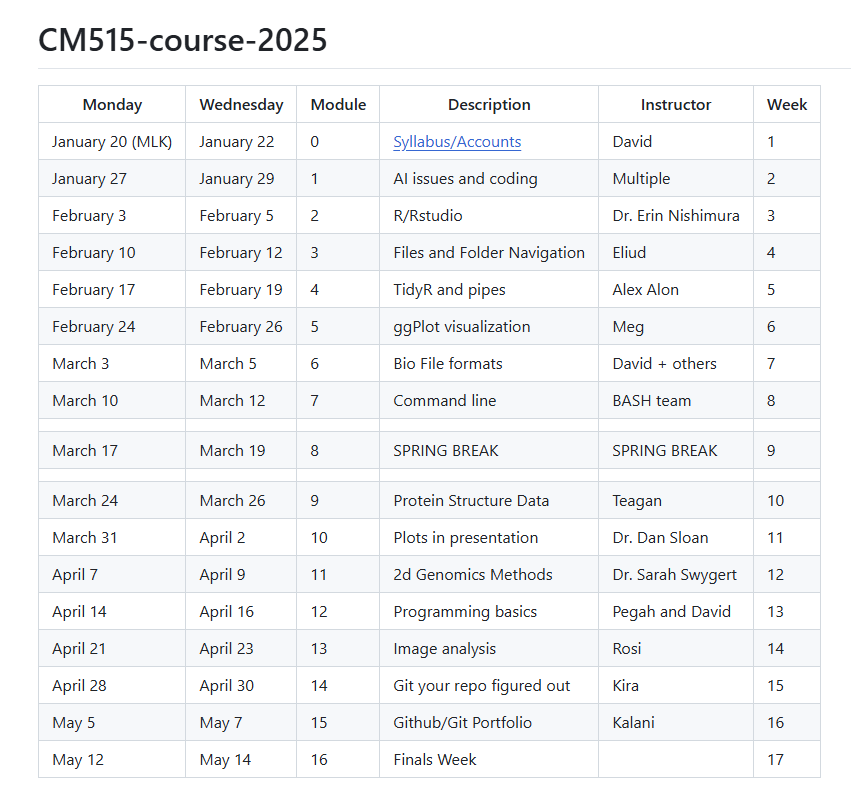 CM515-course-2025
Monday Wednesday Module Description Instructor Week
January 20 (MLK) January 22 0 Syllabus/Accounts David 1
January 27 January 29 1 AI issues and coding Multiple 2
February 3 February 5 2 R/Rstudio Dr. Erin Nishimura 3
February 10 February 12 3 Files and Folder Navigation Eliud 4
February 17 February 19 4 TidyR and pipes Alex Alon 5
February 24 February 26 5 ggPlot visualization Meg 6
March 3 March 5 6 Bio File formats David + others 7
March 10 March 12 7 Command line BASH team 8
March 17 March 19 8 SPRING BREAK SPRING BREAK 9
March 24 March 26 9 Protein Structure Data Teagan 10
March 31 April 2 10 Plots in presentation Dr. Dan Sloan 11
April 7 April 9 11 2d Genomics Methods Dr. Sarah Swygert 12
April 14 April 16 12 Programming basics Pegah and David 13
April 21 April 23 13 Image analysis Rosi 14
April 28 April 30 14 Git your repo figured out Kira 15
May 5 May 7 15 Github/Git Portfolio Kalani 16
May 12 May 14 16 Finals Week 17